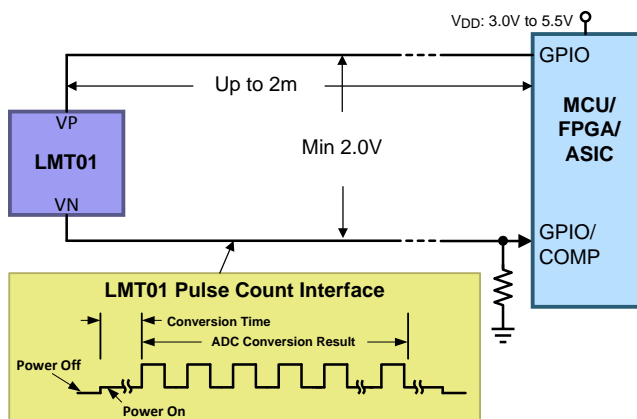 VDD: 3.0V to 5.5V
GPIO
Up to 2m
MCU/
FPGA/
ASIC
VP
LMT01
VN
Min 2.0V
GPIO/
COMP
LMT01 Pulse Count Interface
Conversion Time
ADC Conversion Result
Power Off
Power On